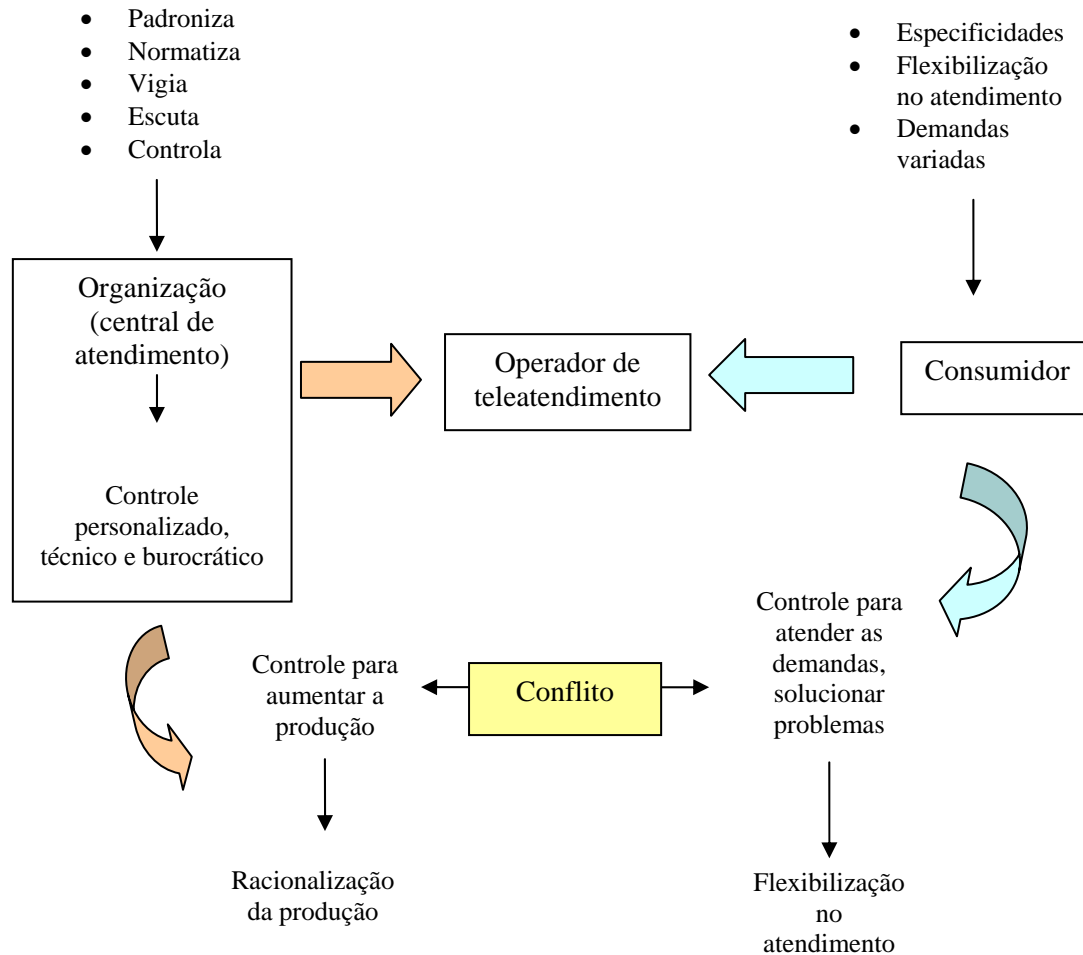 • Padroniza
• Normatiza
• Vigia
• Escuta
• Controla
• Especificidades
• Flexibilização
no atendimento
• Demandas
variadas
Organização
(central de
atendimento)
Controle
personalizado,
técnico e burocrático
Operador de
teleatendimento
Consumidor
Controle para
aumentar a
produção
Conflito
Controle para
atender as
demandas,
solucionar
problemas
Racionalização
da produção
Flexibilização
no
atendimento